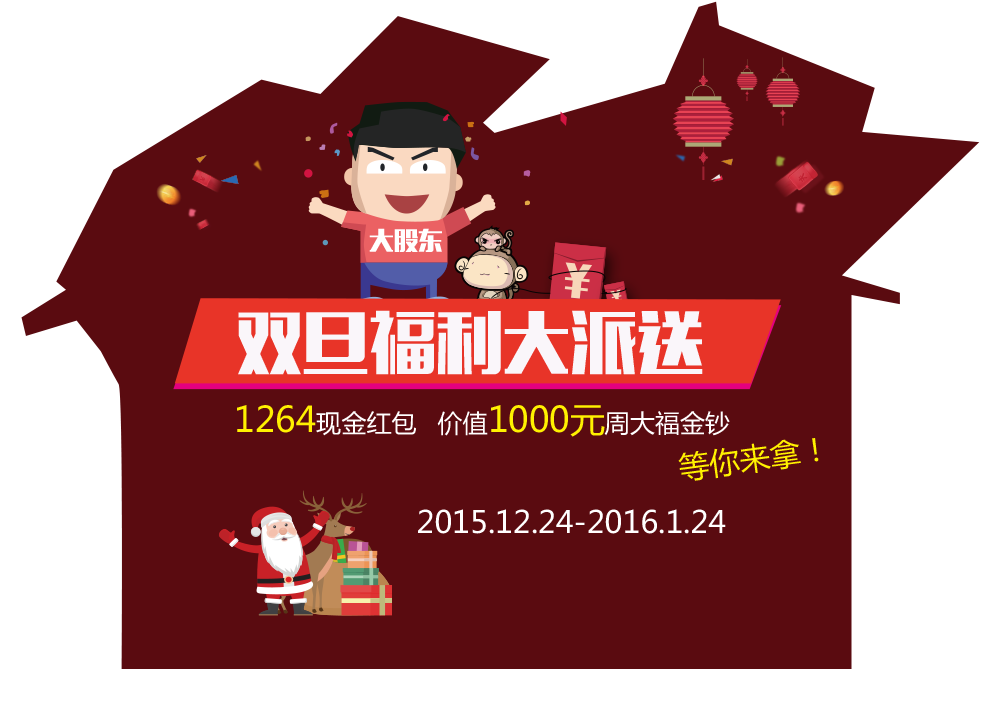 大股东
¥
¥
双旦福利大派送
1264现金红包 价值1000元周大福金钞
等你来拿！
2015.12.24-2016.1.24